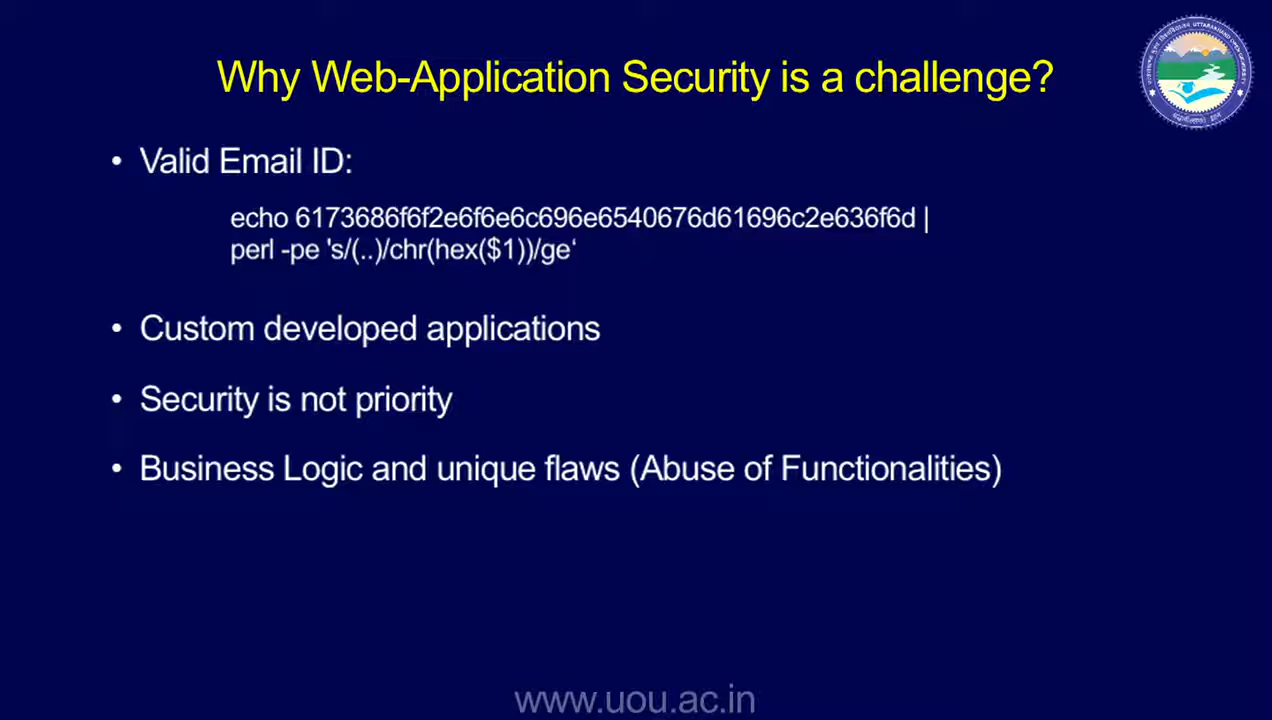 Why Web-Application Security is a challenge?
• Valid Email ID:
echo 6173686f6f2e6f6e6c696e6540676d61696c2e636f6d |
perl -pe 's/(..)/chr(hex($1))/ge‘
• Custom developed applications
• Security is not priority
• Business Logic and unique flaws (Abuse of Functionalities)
www.uou.ac.in